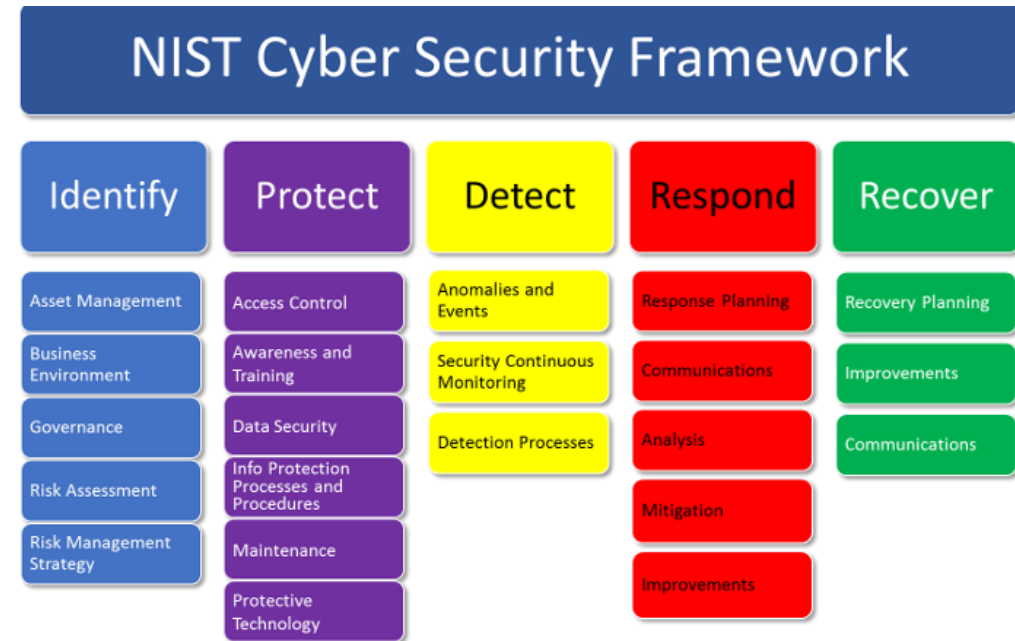 NIST Cyber Security Framework
Identify
Protect
Detect
Respond
Recover
Asset Management
Business
Environment
Governance
Risk Assessment
Risk Management
Strategy
Access Control
Awareness and
Training
Data Security
Info Protection
Processes and
Procedures
Maintenance
Protective
Technology
Anomalies and
Events
Security Continuous
Monitoring
Detection Processes
Response Planning
Communications
Analysis
Mitigation
Improvements
Recovery Planning
Improvements
Communications